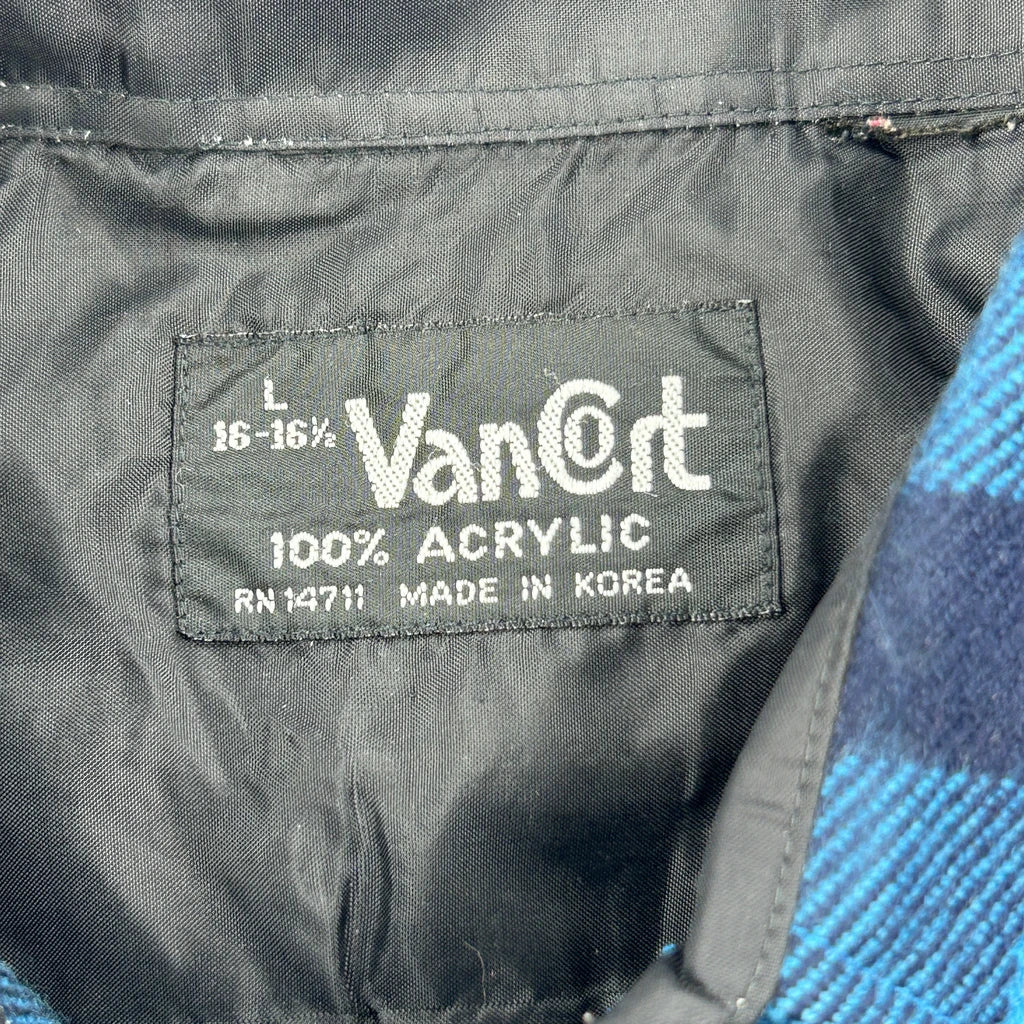 L
16-16½
VanCort
100% ACRYLIC
RN 14711 MADE IN KOREA